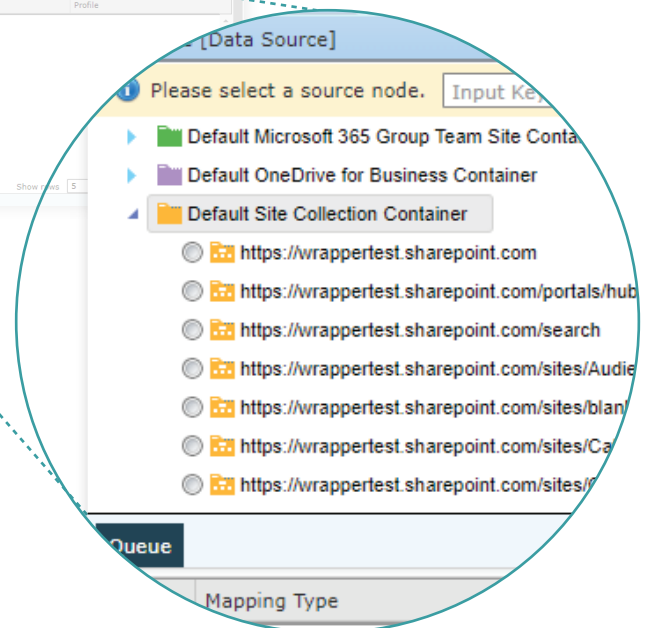 Profile
[Data Source]
Please select a source node. Input Key
Default Microsoft 365 Group Team Site Conta
Default OneDrive for Business Container
Show rows 5
Default Site Collection Container
https://wrappertest.sharepoint.com
https://wrappertest.sharepoint.com/portals/hub
https://wrappertest.sharepoint.com/search
https://wrappertest.sharepoint.com/sites/Audie
https://wrappertest.sharepoint.com/sites/blan
https://wrappertest.sharepoint.com/sites/Ca
https://wrappertest.sharepoint.com/sites/
Queue
Mapping Type